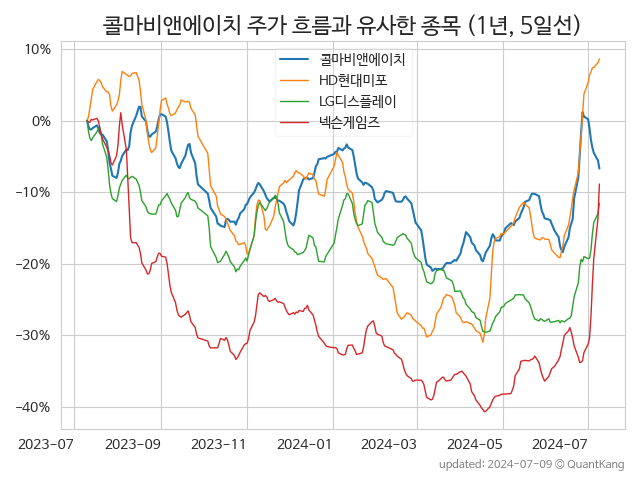 콜마비앤에이치 주가 흐름과 유사한 종목 (1년, 5일선)
콜마비앤에이치
HD현대미포
LG디스플레이
넥슨게임즈
10%
0%
−10%
−20%
−30%
−40%
2023-07 2023-09 2023-11 2024-01 2024-03 2024-05 2024-07
updated: 2024-07-09 © QuantKang